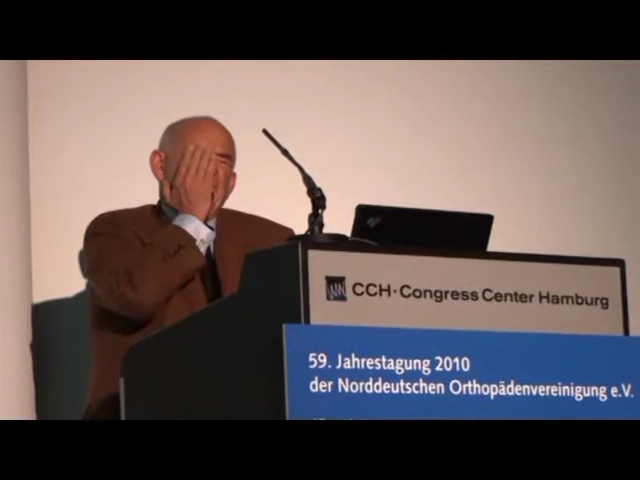 CCH·Congress Center Hamburg
59. Jahrestagung 2010
der Norddeutschen Orthopädenvereinigung e.V.